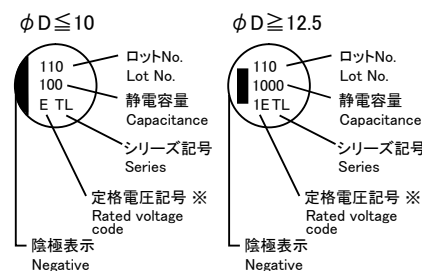 φD≦10
110
100
E TL
ロットNo.
Lot No.
静電容量
Capacitance
シリーズ記号
Series
定格電圧記号 ※
Rated voltage
code
陰極表示
Negative
φD≧12.5
110
1000
1E TL
ロットNo.
Lot No.
静電容量
Capacitance
シリーズ記号
Series
定格電圧記号 ※
Rated voltage
code
陰極表示
Negative